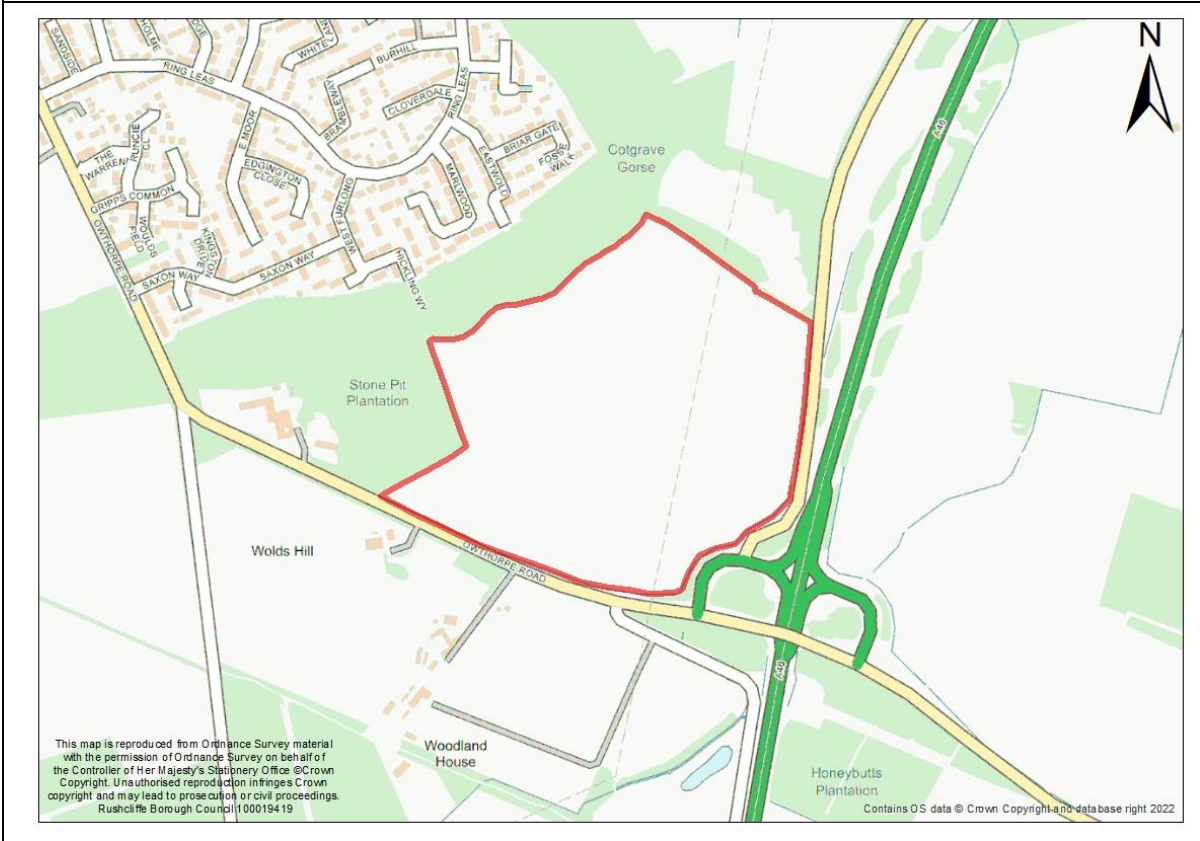 N
SANDSIDE
HOLME
RING LEAS
WHITE
BURHILL
BRAMBLEWAY
CLOVERDALE
RING LEAS
E MOOR
THE
WARREN
RUNCIE
CL
EDGINGTON
CLOSE
GRIPPS COMMON
WOULDS
FIELD
KINGSTON
DRIVE
WEST FURLONG
MARLWOOD
EASTWOLD
BRIAR GATE
FOSSE
WALK
OWTHORPE ROAD
SAXON WAY
SAXON WAY
HICKLING WY
Cotgrave
Gorse
A46
Stone Pit
Plantation
Wolds Hill
OWTHORPE ROAD
A46
Woodland
House
Honeybutts
Plantation
This map is reproduced from Ordnance Survey material
with the permission of Ordnance Survey on behalf of
the Controller of Her Majesty's Stationery Office ©Crown
Copyright. Unauthorised reproduction infringes Crown
copyright and may lead to prosecution or civil proceedings.
Rushcliffe Borough Council 100019419
Contains OS data © Crown Copyright and database right 2022